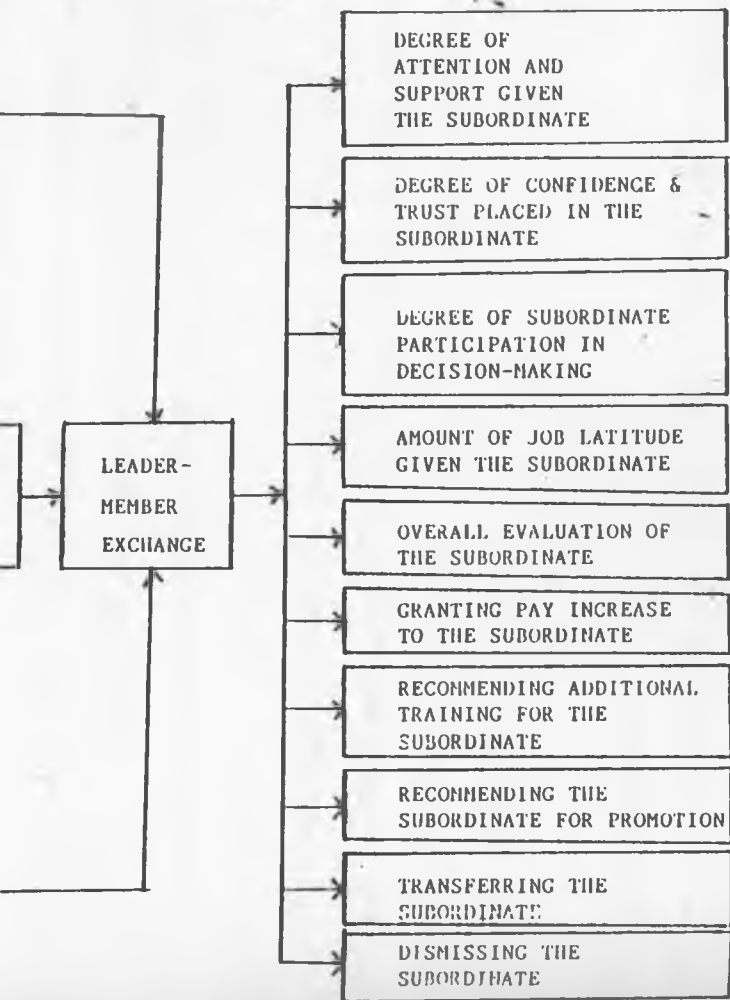 DEGREE OF
ATTENTION AND
SUPPORT GIVEN
THE SUBORDINATE
DEGREE OF CONFIDENCE &
TRUST PLACED IN THE
SUBORDINATE
DEGREE OF SUBORDINATE
PARTICIPATION IN
DECISION-MAKING
LEADER-
MEMBER
EXCHANGE
AMOUNT OF JOB LATITUDE
GIVEN THE SUBORDINATE
OVERALL EVALUATION OF
THE SUBORDINATE
GRANTING PAY INCREASE
TO THE SUBORDINATE
RECOMMENDING ADDITIONAL
TRAINING FOR THE
SUBORDINATE
RECOMMENDING THE
SUBORDINATE FOR PROMOTION
TRANSFERRING THE
SUBORDINATE
DISMISSING THE
SUBORDINATE